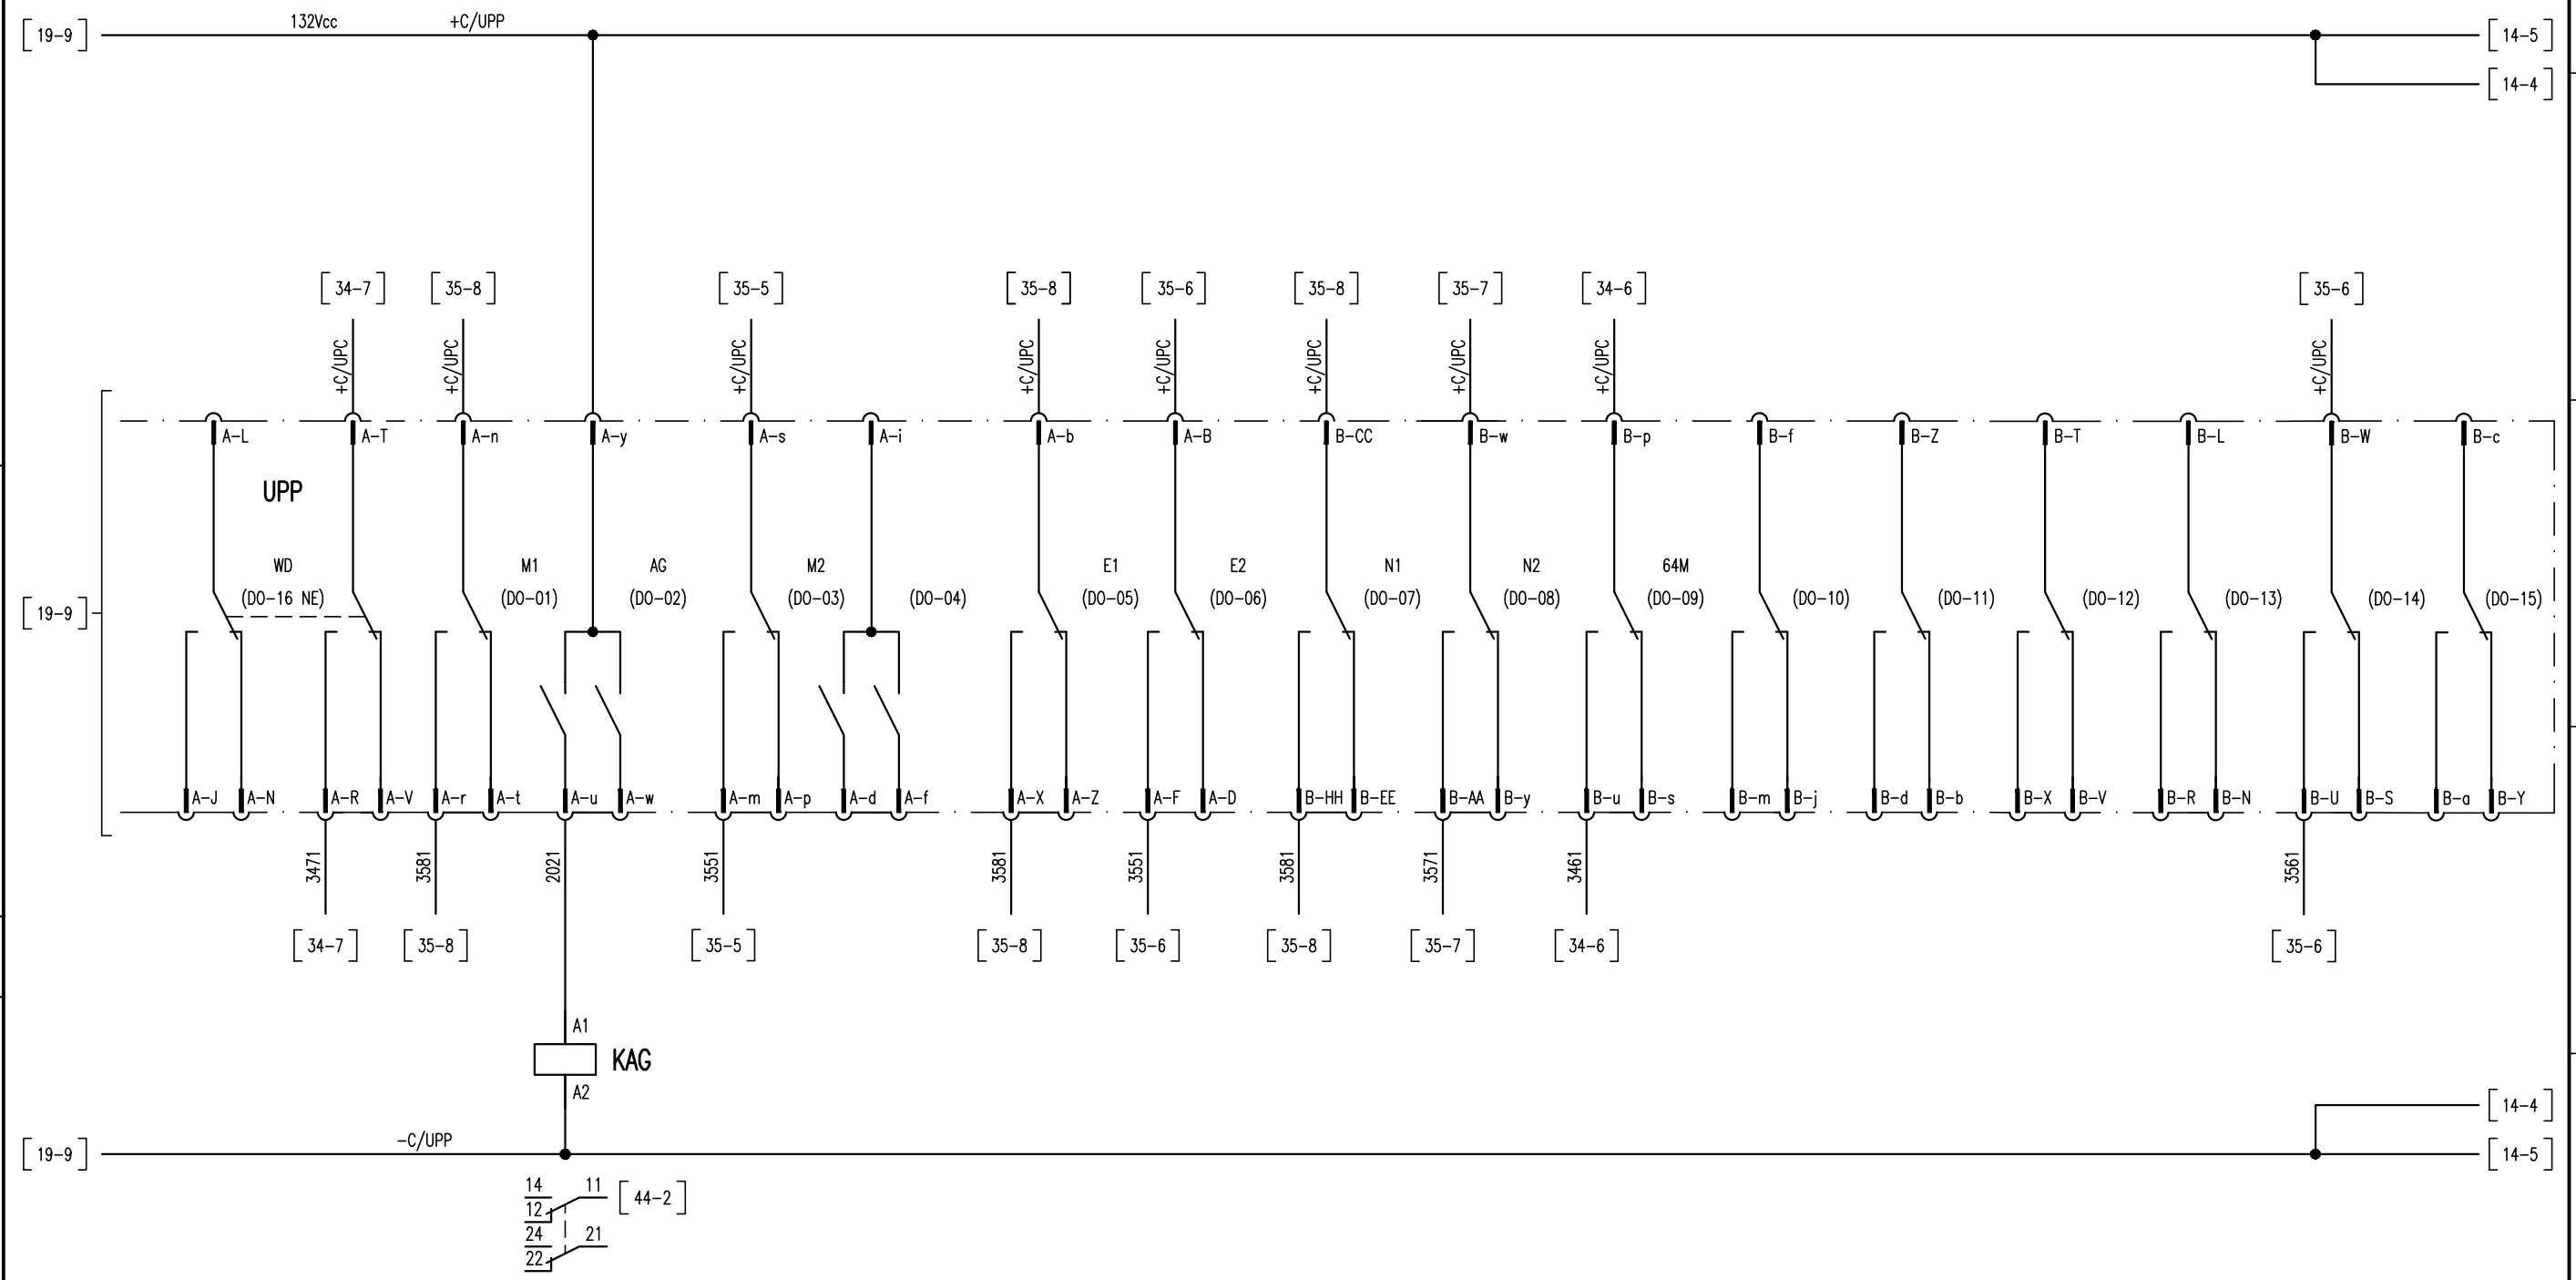 132Vcc +C/UPP
[19-9] [14-5]
[14-4]
[34-7] [35-8] [35-5] [35-8] [35-6] [35-8] [35-7] [34-6] [35-6]
+C/UPC +C/UPC +C/UPC +C/UPC +C/UPC +C/UPC +C/UPC +C/UPC +C/UPC
A-L A-T A-n A-y A-s A-i A-b A-B B-CC B-w B-p B-f B-Z B-T B-L B-W B-c
UPP
WD M1 AG M2 E1 E2 N1 N2 64M
[19-9] (DO-16 NE) (DO-01) (DO-02) (DO-03) (DO-04) (DO-05) (DO-06) (DO-07) (DO-08) (DO-09) (DO-10) (DO-11) (DO-12) (DO-13) (DO-14) (DO-15)
A-J A-N A-R A-V A-r A-t A-u A-w A-m A-p A-d A-f A-X A-Z A-F A-D B-HH B-EE B-AA B-y B-u B-s B-m B-j B-d B-b B-X B-V B-R B-N B-U B-S B-a B-Y
3471 3581 2021 3551 3581 3551 3581 3571 3461 3561
[34-7] [35-8] [35-5] [35-8] [35-6] [35-8] [35-7] [34-6] [35-6]
A1
KAG
A2
[14-4]
-C/UPP
[19-9] [14-5]
14 11 [44-2]
12
24 21
22